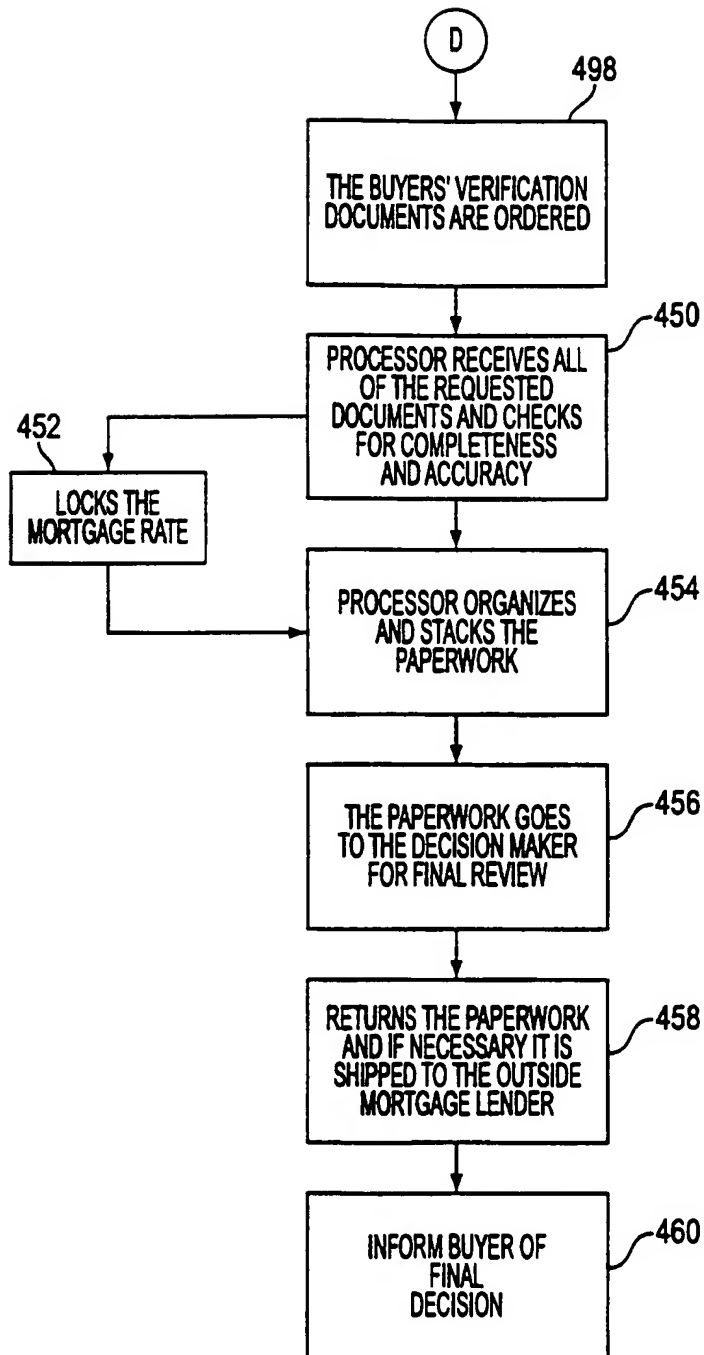 D
498
THE BUYERS' VERIFICATION
DOCUMENTS ARE ORDERED
450
PROCESSOR RECEIVES ALL
OF THE REQUESTED
DOCUMENTS AND CHECKS
FOR COMPLETENESS
AND ACCURACY
452
LOCKS THE
MORTGAGE RATE
454
PROCESSOR ORGANIZES
AND STACKS THE
PAPERWORK
456
THE PAPERWORK GOES
TO THE DECISION MAKER
FOR FINAL REVIEW
458
RETURNS THE PAPERWORK
AND IF NECESSARY IT IS
SHIPPED TO THE OUTSIDE
MORTGAGE LENDER
460
INFORM BUYER OF
FINAL
DECISION